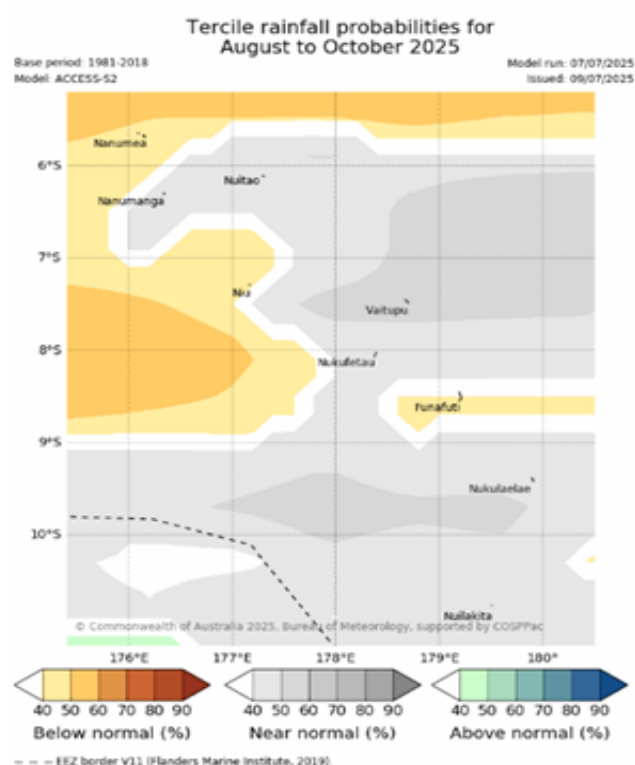 Tercile rainfall probabilities for
August to October 2025
Base period: 1981-2018
Model: ACCESS-S2
Model run: 07/07/2025
Issued: 09/07/2025
Nanumea
6°S
Nuitao
Nanumanga
7°S
Niu
Vaitupu
8°S
Nukufetau
Funafuti
9°S
Nukulaelae
10°S
Nuilakita
© Commonwealth of Australia 2025, Bureau of Meteorology, supported by COSPPac
176°E 177°E 178°E 179°E 180°
40 50 60 70 80 90 40 50 60 70 80 90 40 50 60 70 80 90
Below normal (%) Near normal (%) Above normal (%)
— — — EEZ border V11 (Flanders Marine Institute, 2019).